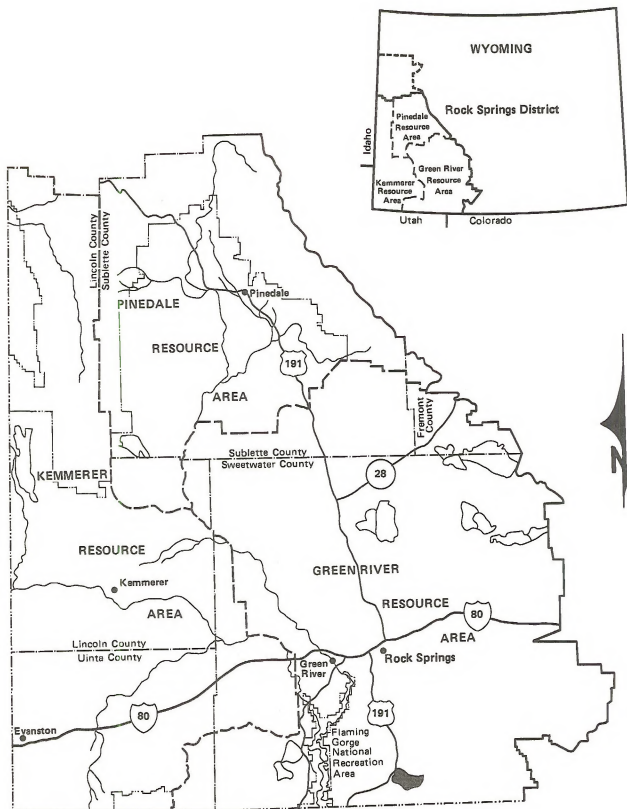 WYOMING
Rock Springs District
Pinedale
Resource
Area
Idaho
Green River
Resource
Area
Kemmerer
Resource
Area
Utah
Colorado
Lincoln County
Sublette County
Pinedale
PINEDALE
RESOURCE
191
AREA
Fremont
County
Sublette County
Sweetwater County
KEMMERER
28
N
RESOURCE
GREEN RIVER
Kemmerer
RESOURCE
80
AREA
AREA
Lincoln County
Uinta County
Green
River
Rock Springs
80
Evanston
191
Flaming
Gorge
National
Recreation
Area